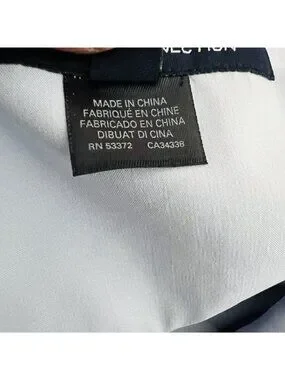 MADE IN CHINA
FABRIQUÉ EN CHINE
FABRICADO EN CHINA
DIBUAT DI CINA
RN 53372 CA34338